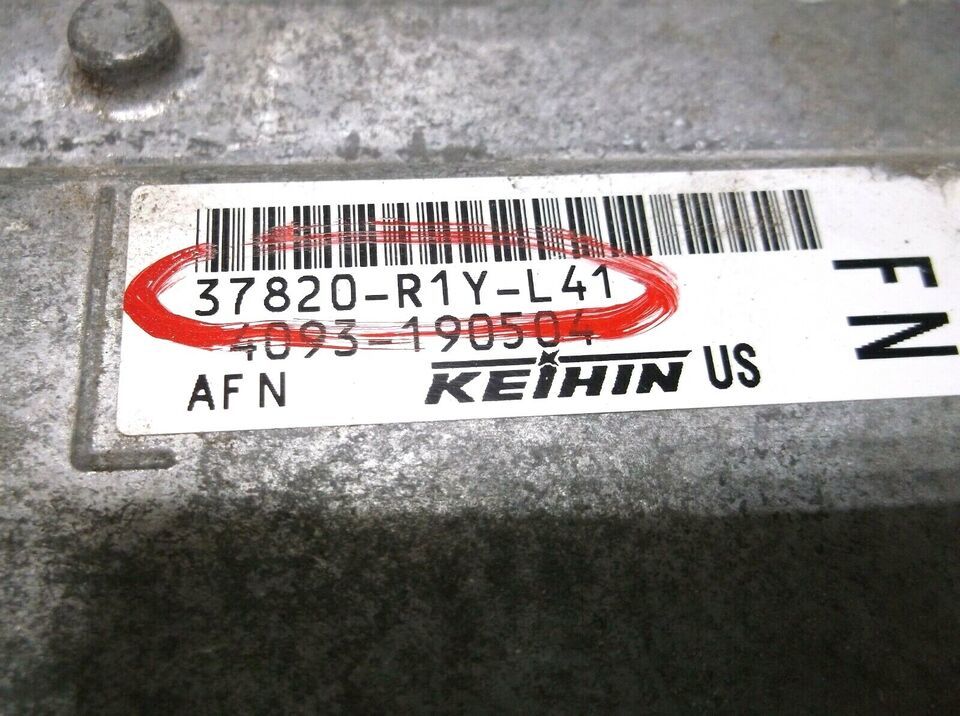 37820-R1Y-L41
4093-190504
AFN
KEIHIN US
FN